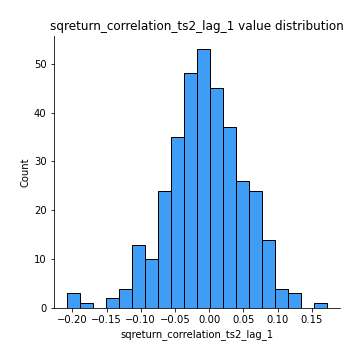 sqreturn_correlation_ts2_lag_1 value distribution
50
40
30
20
10
0
Count
−0.20 −0.15 −0.10 −0.05 0.00 0.05 0.10 0.15
sqreturn_correlation_ts2_lag_1